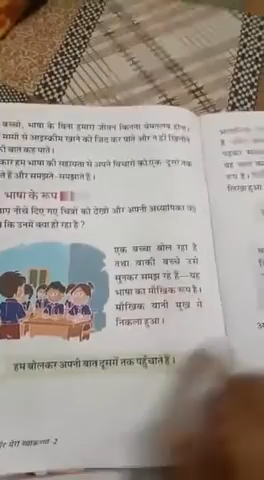 बच्चो, भाषा के बिना हमारा जीवन कितना बेमतलब होता।
मम्मी से आइसक्रीम खाने की जिद कर पाते और न ही खिलौने
की बात कह पाते।
कार हम भाषा की सहायता से अपने विचारों को एक-दूसरे तक
ते हैं और समझते-समझाते हैं।
भाषा के रूप
आप नीचे दिए गए चित्रों को देखो और अपनी अध्यापिका को
कि उनमें क्या हो रहा है ?
एक बच्चा बोल रहा है
तथा बाकी बच्चे उसे
सुनकर समझ रहे हैं—यह
भाषा का मौखिक रूप है।
मौखिक यानी मुख से
निकला हुआ।
हम बोलकर अपनी बात दूसरों तक पहुँचाते हैं।
मेरा व्याकरण-2
लिखा हुआ